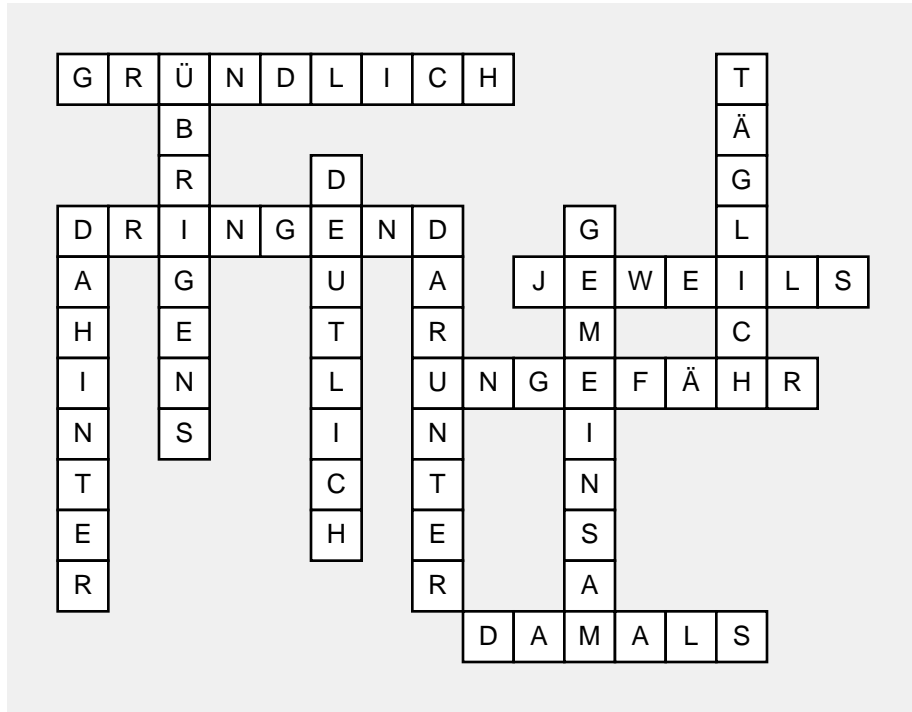 GRÜNDLICH T
B Ä
R D G
DRINGEND G L
A G U A JEWEILS
H E T R M C
I N L UNGEFÄHR
N S I N I
T C T N
E H E S
R R A
DAMALS